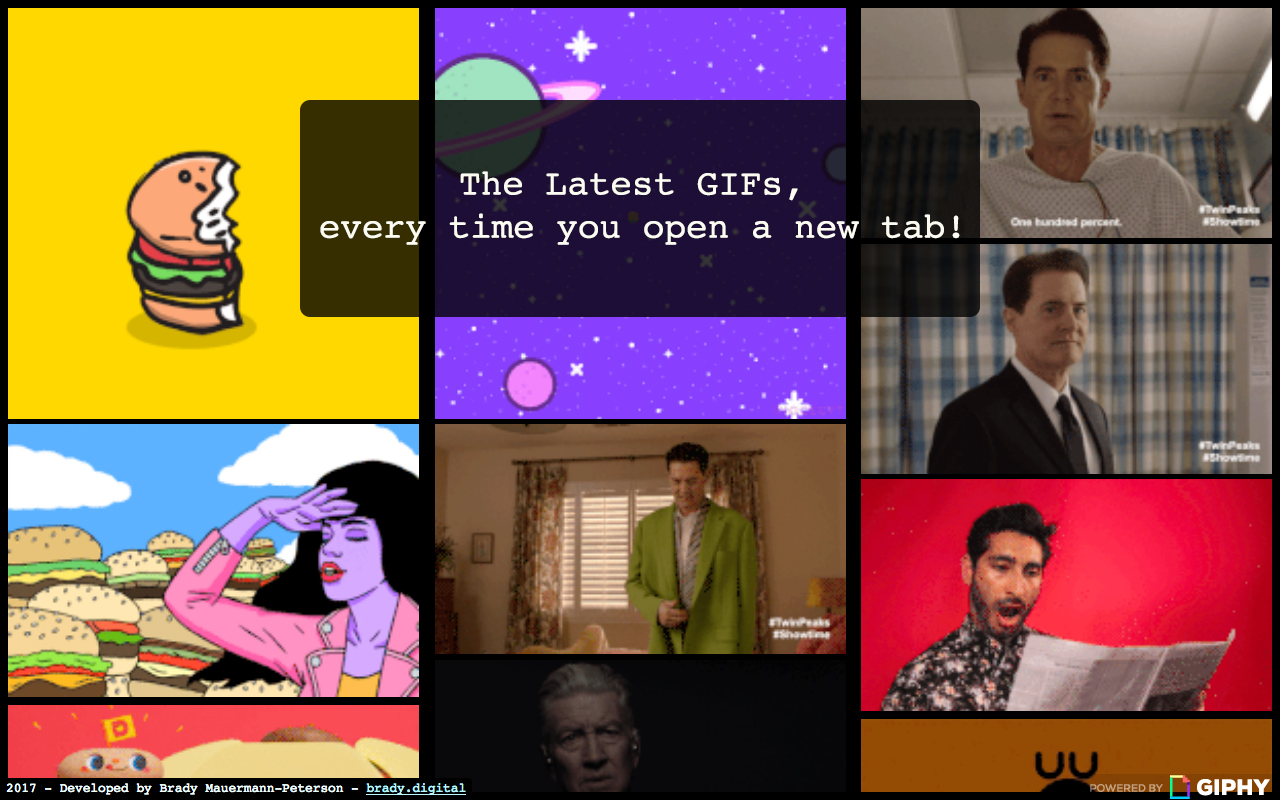 The Latest GIFs,
every time you open a new tab!
One hundred percent.
#TwinPeaks
#Showtime
#TwinPeaks
#Showtime
#TwinPeaks
#Showtime
2017 - Developed by Brady Mauermann-Peterson - brady.digital
POWERED BY GIPHY